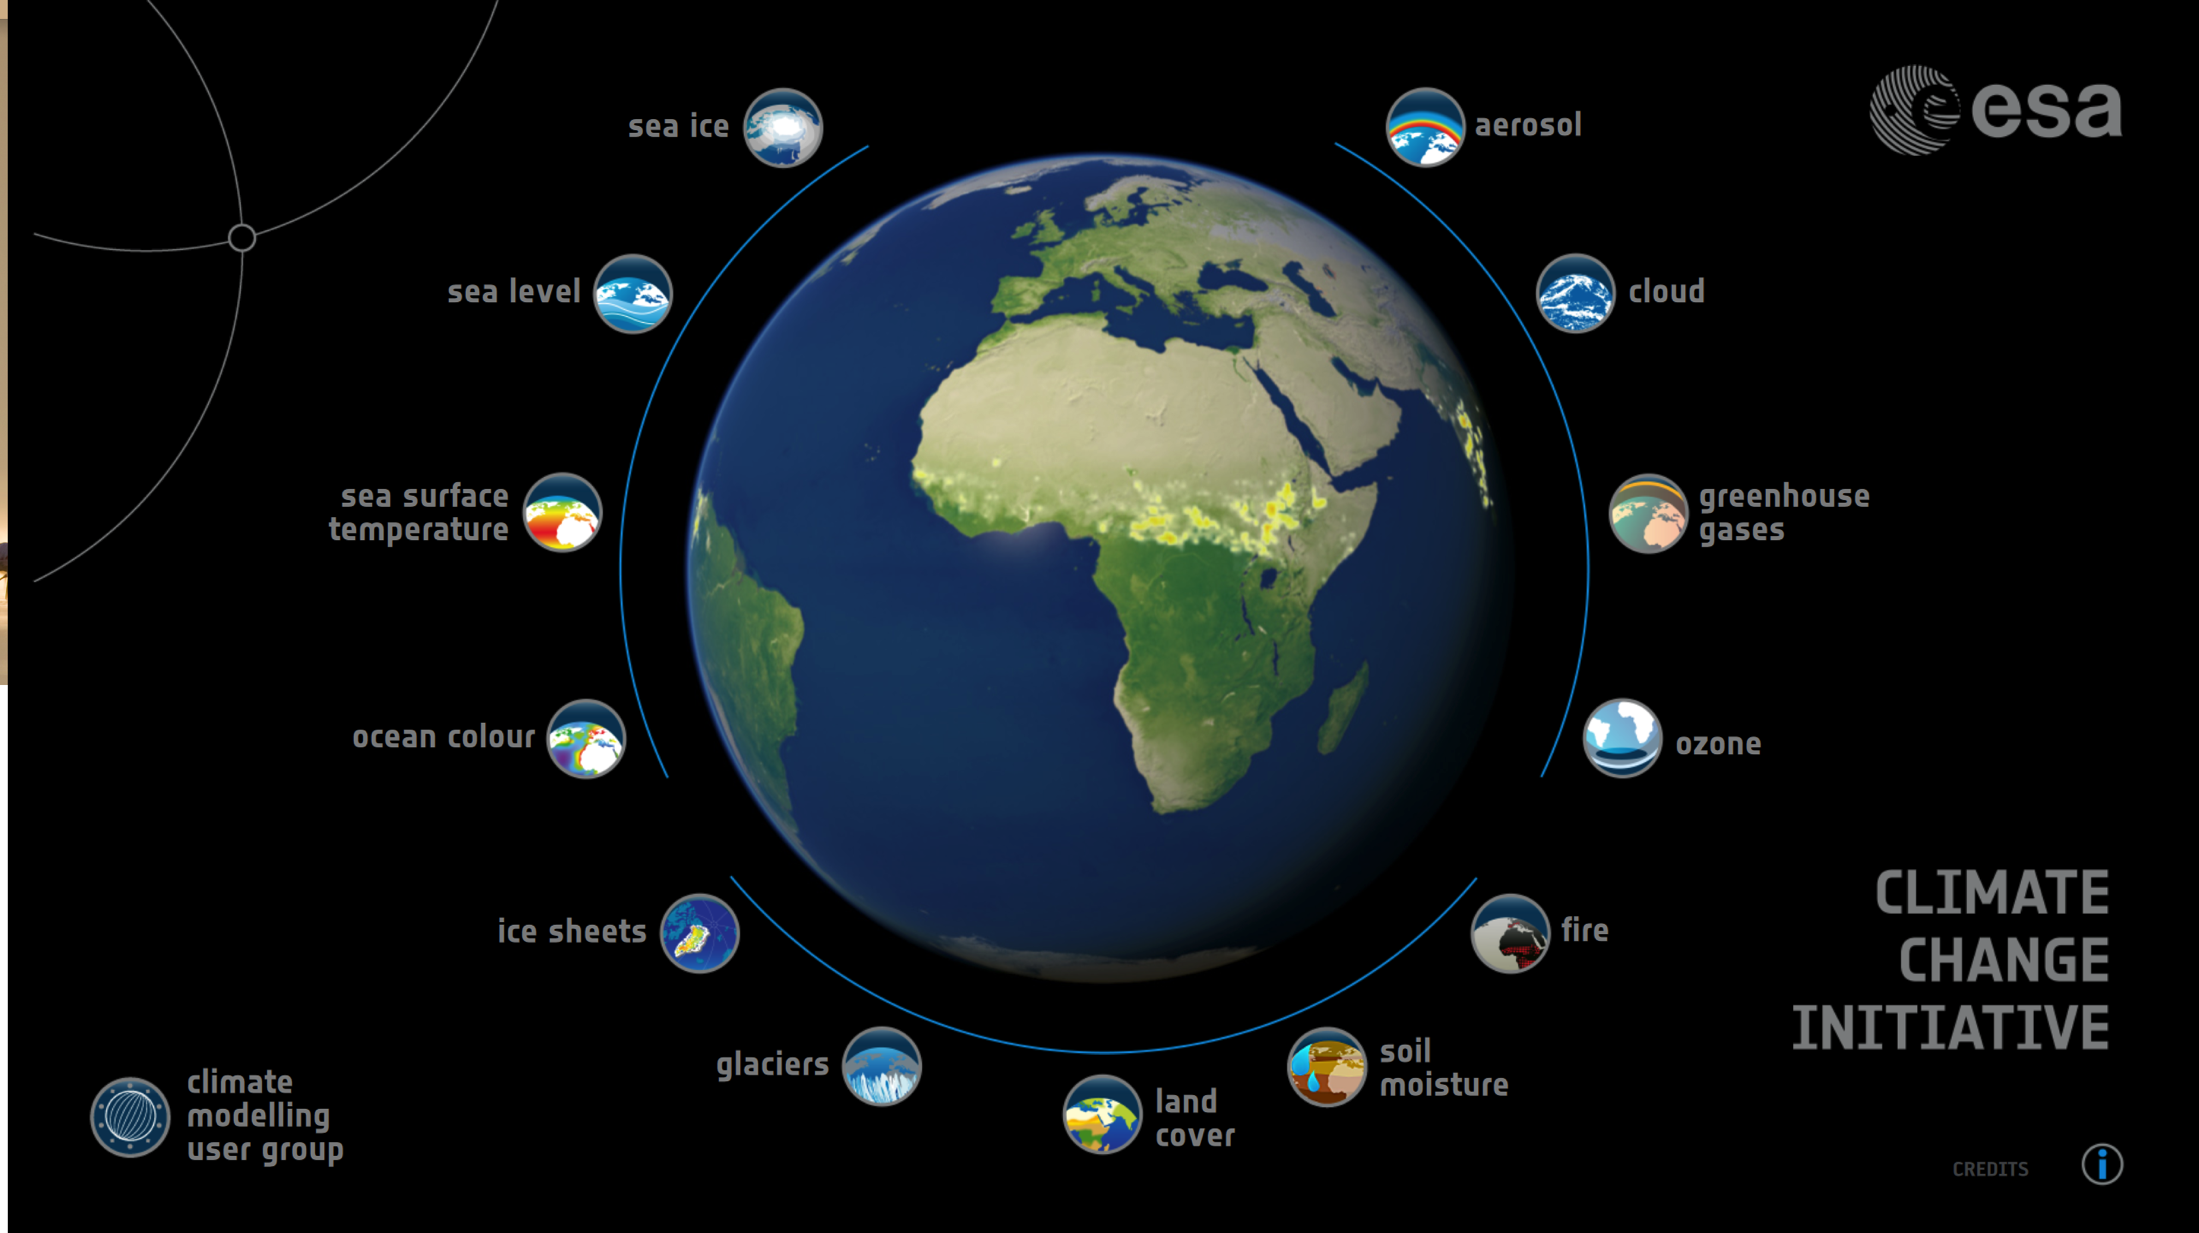 sea ice
aerosol
esa
sea level
cloud
sea surface
temperature
greenhouse
gases
ocean colour
ozone
ice sheets
fire
CLIMATE
CHANGE
INITIATIVE
glaciers
soil
moisture
land
cover
climate
modelling
user group
CREDITS
i